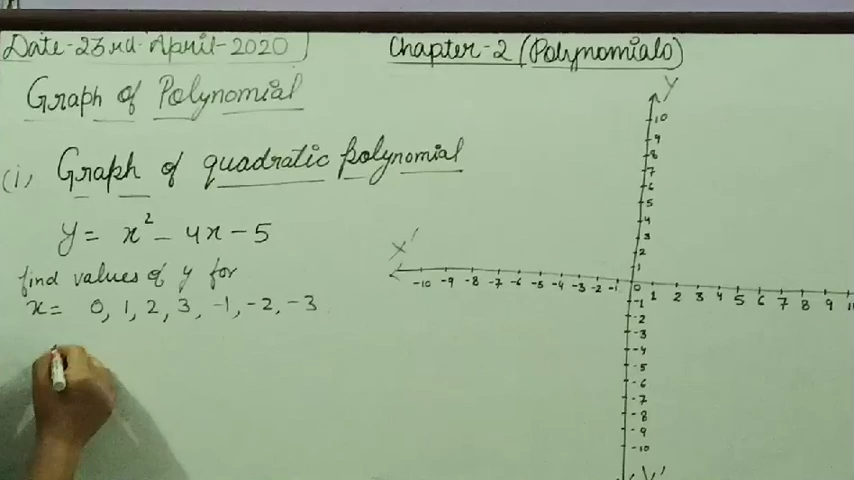 Date-23rd-April-2020
Chapter-2 (Polynomials)
Graph of Polynomial
(i) Graph of quadratic polynomial
y = x² - 4x - 5
find values of y for
x = 0, 1, 2, 3, -1, -2, -3
Y
10
9
8
7
6
5
4
3
2
1
X'
-10 -9 -8 -7 -6 -5 -4 -3 -2 -1 0 1 2 3 4 5 6 7 8 9
-1
-2
-3
-4
-5
-6
-7
-8
-9
-10